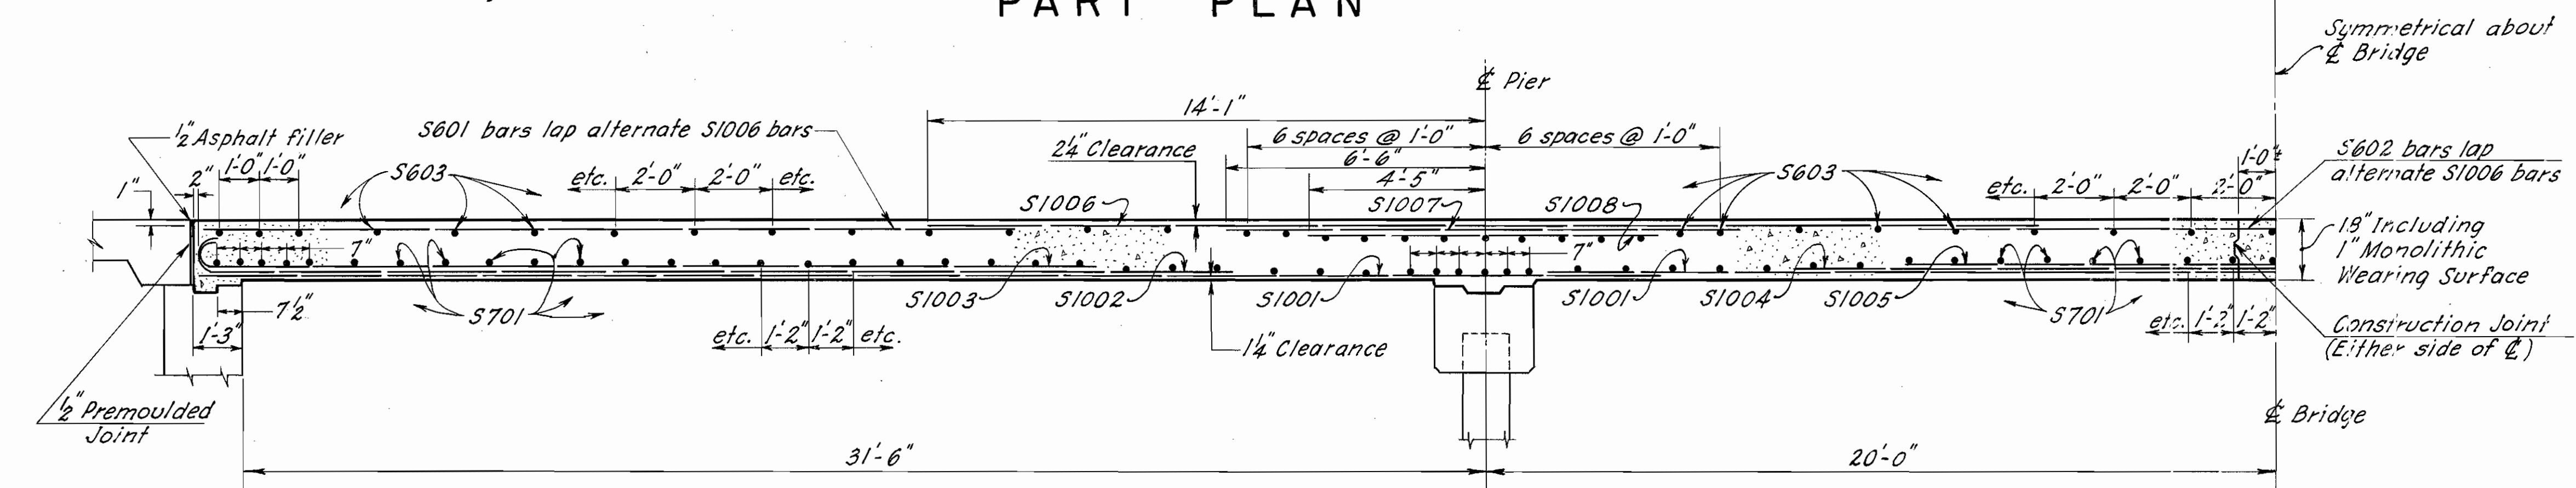 PART PLAN
Symmetrical about
℄ Bridge
℄ Pier
14'-1"
½" Asphalt filler
S601 bars lap alternate S1006 bars
6 spaces @ 1'-0"
6 spaces @ 1'-0"
2¼" Clearance
6'-6"
4'-5"
1'-0"±
S602 bars lap
alternate S1006 bars
1"
2"
1'-0"
1'-0"
S603
etc.
2'-0"
2'-0"
etc.
S603
etc.
2'-0"
2'-0"
2'-0"
S1006
S1007
S1008
18" Including
1" Monolithic
Wearing Surface
7"
7"
S1003
S1002
S1001
S1001
S1004
S1005
7½"
S701
S701
1'-3"
etc.
1'-2"
1'-2"
etc.
1¼" Clearance
etc.
1'-2"
1'-2"
Construction Joint
(Either side of ℄)
½" Premoulded
Joint
℄ Bridge
31'-6"
20'-0"